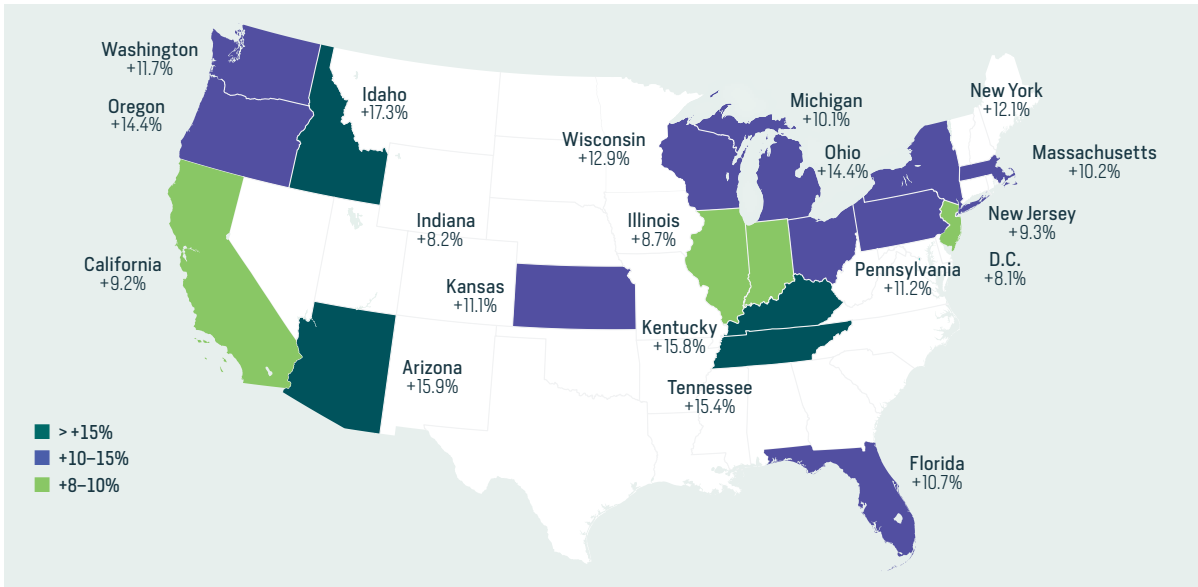 Washington
+11.7%
Oregon
+14.4%
Idaho
+17.3%
Wisconsin
+12.9%
Michigan
+10.1%
Ohio
+14.4%
New York
+12.1%
Massachusetts
+10.2%
New Jersey
+9.3%
D.C.
+8.1%
Pennsylvania
+11.2%
Indiana
+8.2%
Illinois
+8.7%
California
+9.2%
Kansas
+11.1%
Kentucky
+15.8%
Arizona
+15.9%
Tennessee
+15.4%
Florida
+10.7%
> +15%
+10–15%
+8–10%